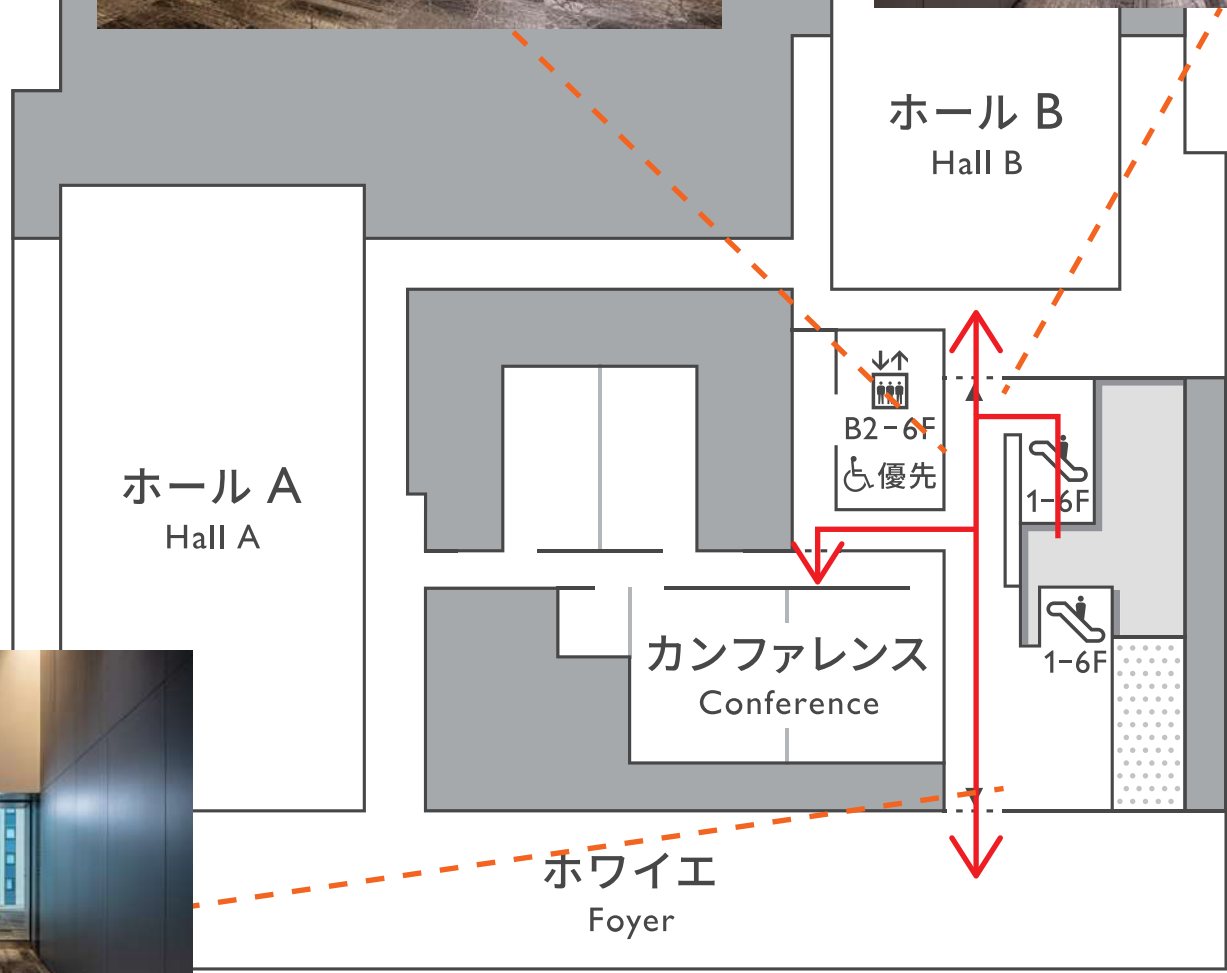 ホール B
Hall B
B2-6F
優先
1-6F
ホール A
Hall A
1-6F
カンファレンス
Conference
ホワイエ
Foyer